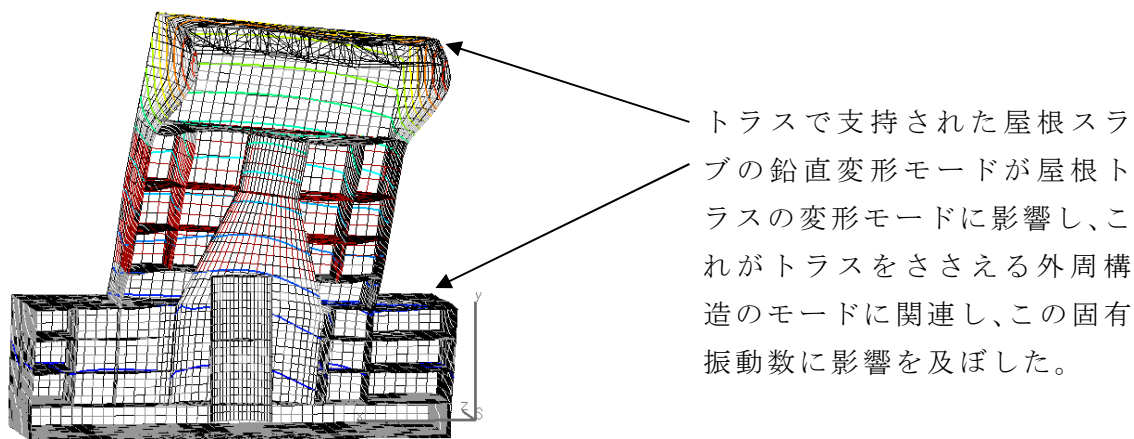 トラスで支持された屋根スラ
ブの鉛直変形モードが屋根ト
ラスの変形モードに影響し、こ
れがトラスをささえる外周構
造のモードに関連し、この固有
振動数に影響を及ぼした。
y
z
x